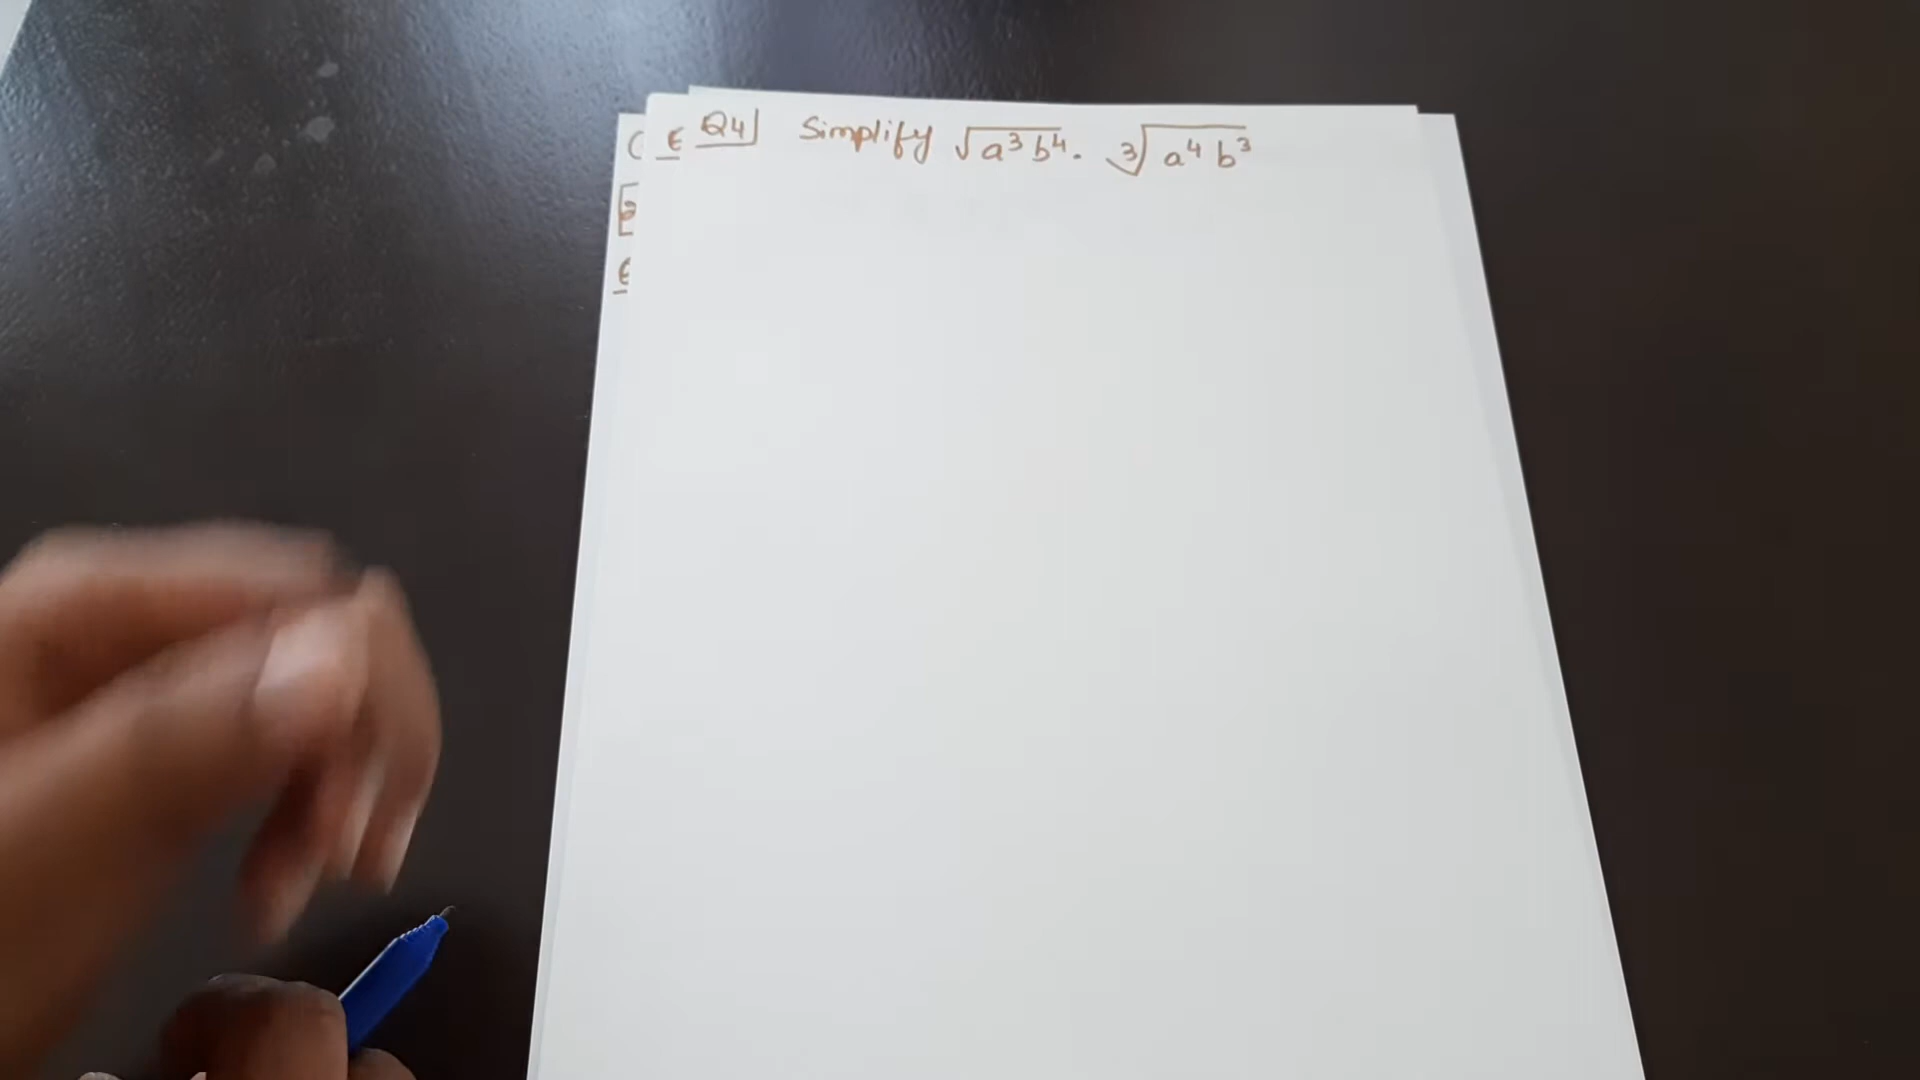 E Q4] Simplify √(a³b⁴) . ∛(a⁴b³)